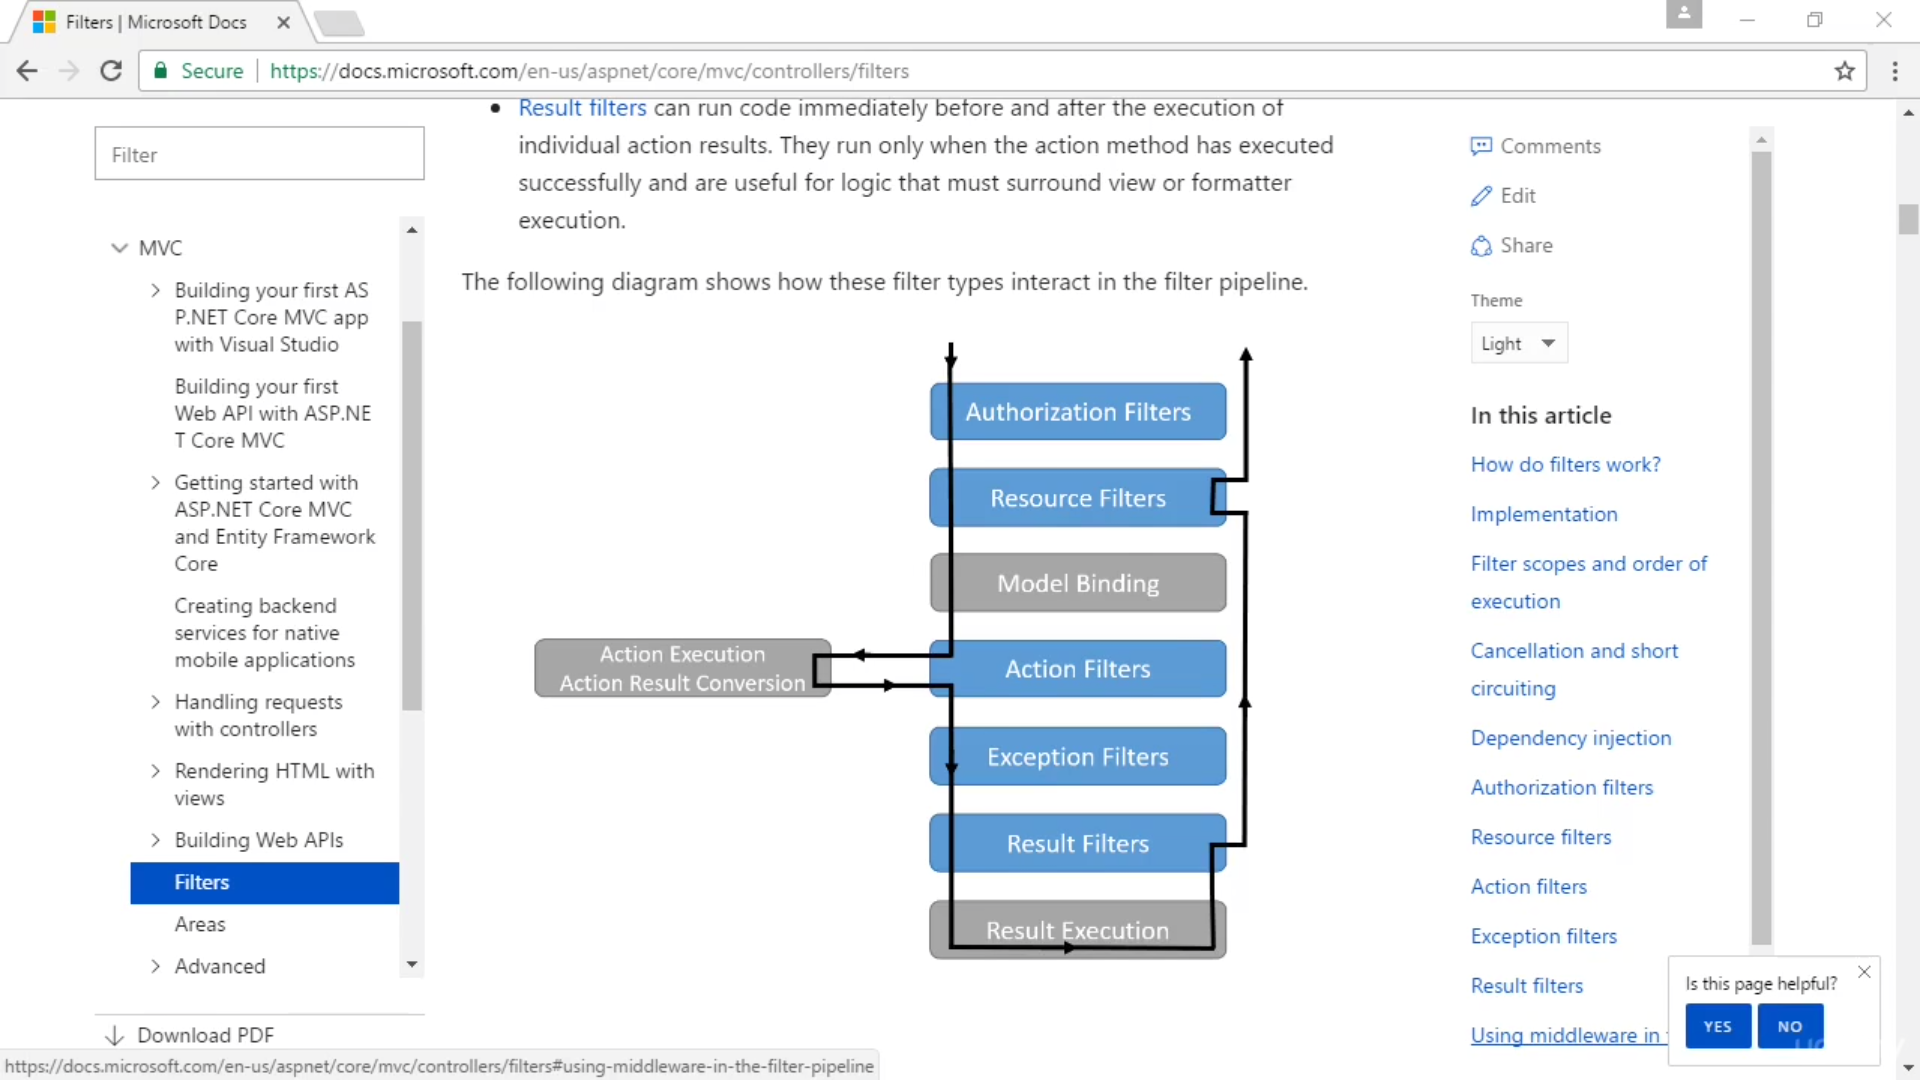 Filters | Microsoft Docs
Secure
https://docs.microsoft.com/en-us/aspnet/core/mvc/controllers/filters
Filter
MVC
Building your first AS
P.NET Core MVC app
with Visual Studio
Building your first
Web API with ASP.NE
T Core MVC
Getting started with
ASP.NET Core MVC
and Entity Framework
Core
Creating backend
services for native
mobile applications
Handling requests
with controllers
Rendering HTML with
views
Building Web APIs
Filters
Areas
Advanced
Download PDF
Result filters can run code immediately before and after the execution of
individual action results. They run only when the action method has executed
successfully and are useful for logic that must surround view or formatter
execution.
The following diagram shows how these filter types interact in the filter pipeline.
Authorization Filters
Resource Filters
Model Binding
Action Execution
Action Result Conversion
Action Filters
Exception Filters
Result Filters
Result Execution
Comments
Edit
Share
Theme
Light
In this article
How do filters work?
Implementation
Filter scopes and order of
execution
Cancellation and short
circuiting
Dependency injection
Authorization filters
Resource filters
Action filters
Exception filters
Result filters
Using middleware in
Is this page helpful?
YES
NO
https://docs.microsoft.com/en-us/aspnet/core/mvc/controllers/filters#using-middleware-in-the-filter-pipeline